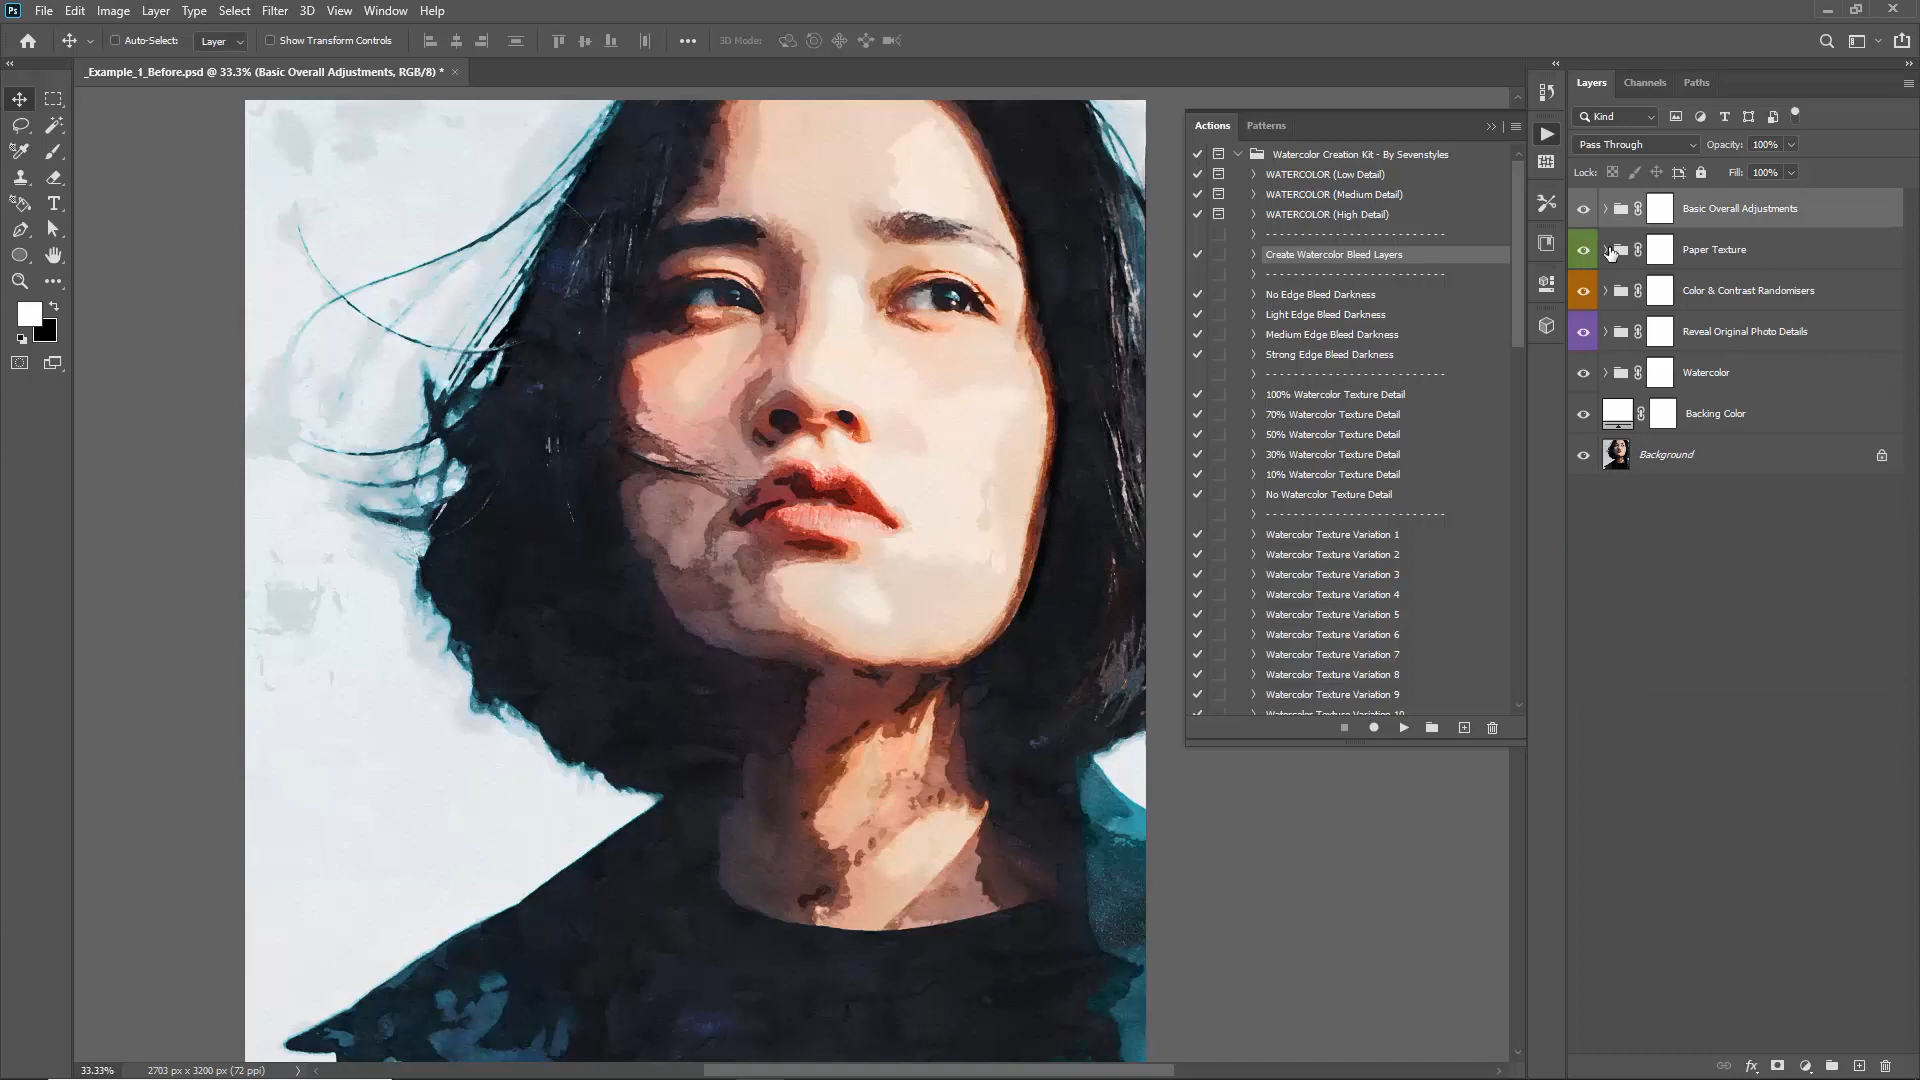 Ps File Edit Image Layer Type Select Filter 3D View Window Help
Auto-Select: Layer Show Transform Controls 3D Mode:
_Example_1_Before.psd @ 33.3% (Basic Overall Adjustments, RGB/8) *
Actions Patterns
Watercolor Creation Kit - By Sevenstyles
WATERCOLOR (Low Detail)
WATERCOLOR (Medium Detail)
WATERCOLOR (High Detail)
- - - - - - - - - - - - - - - - - - - - - - - - - -
Create Watercolor Bleed Layers
- - - - - - - - - - - - - - - - - - - - - - - - - -
No Edge Bleed Darkness
Light Edge Bleed Darkness
Medium Edge Bleed Darkness
Strong Edge Bleed Darkness
- - - - - - - - - - - - - - - - - - - - - - - - - -
100% Watercolor Texture Detail
70% Watercolor Texture Detail
50% Watercolor Texture Detail
30% Watercolor Texture Detail
10% Watercolor Texture Detail
No Watercolor Texture Detail
- - - - - - - - - - - - - - - - - - - - - - - - - -
Watercolor Texture Variation 1
Watercolor Texture Variation 2
Watercolor Texture Variation 3
Watercolor Texture Variation 4
Watercolor Texture Variation 5
Watercolor Texture Variation 6
Watercolor Texture Variation 7
Watercolor Texture Variation 8
Watercolor Texture Variation 9
Watercolor Texture Variation 10
Layers Channels Paths
Kind
Pass Through Opacity: 100%
Lock: Fill: 100%
Basic Overall Adjustments
Paper Texture
Color & Contrast Randomisers
Reveal Original Photo Details
Watercolor
Backing Color
Background
33.33% 2703 px x 3200 px (72 ppi)